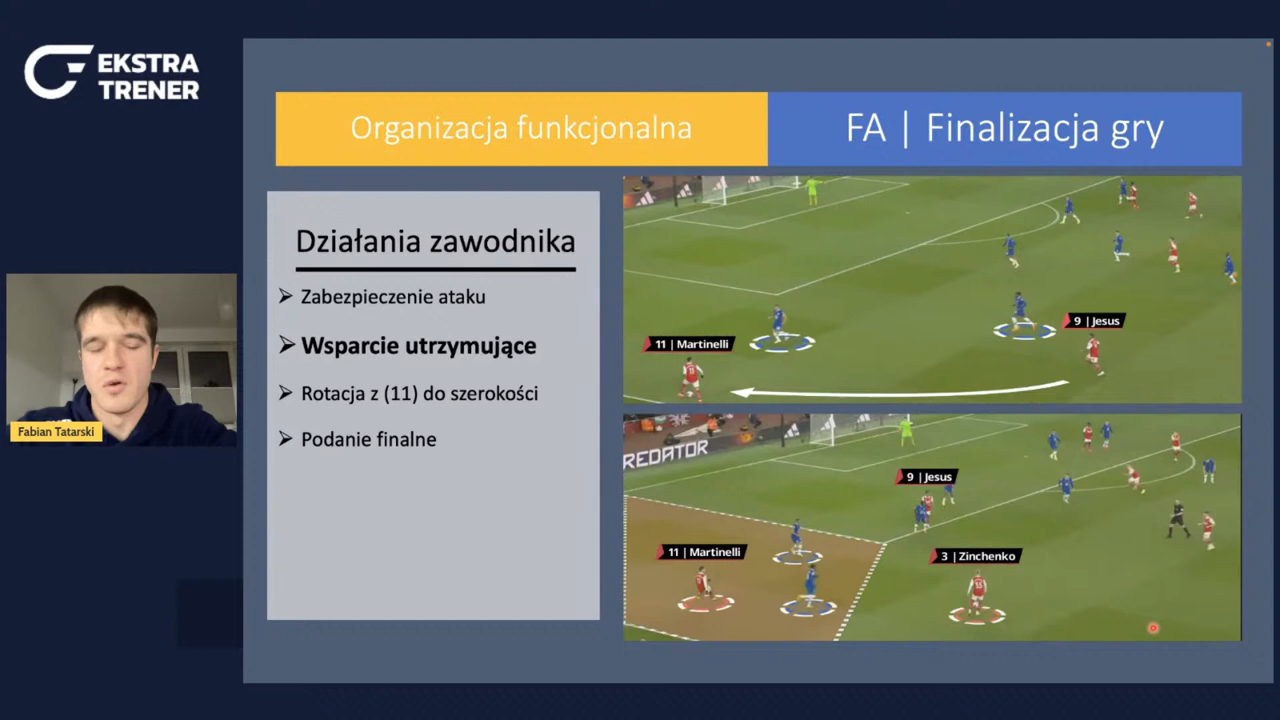 EKSTRA
TRENER
Organizacja funkcjonalna
FA | Finalizacja gry
Działania zawodnika
Zabezpieczenie ataku
Wsparcie utrzymujące
Rotacja z (11) do szerokości
Podanie finalne
Fabian Tatarski
11 | Martinelli
9 | Jesus
PREDATOR
9 | Jesus
11 | Martinelli
3 | Zinchenko